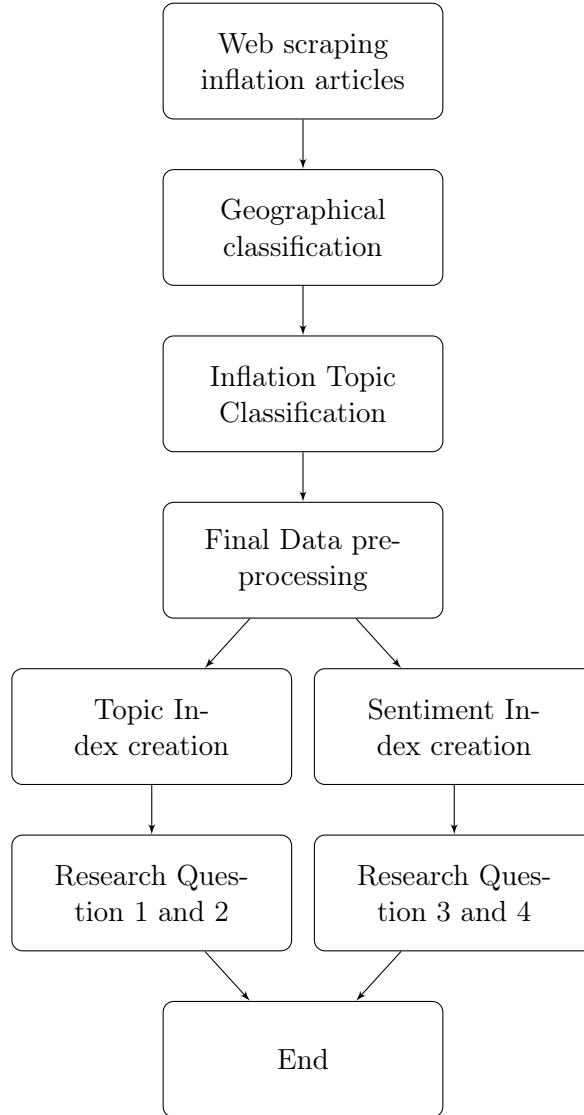 Web scraping
inflation articles
Geographical
classification
Inflation Topic
Classification
Final Data pre-
processing
Topic In-
dex creation
Sentiment In-
dex creation
Research Ques-
tion 1 and 2
Research Ques-
tion 3 and 4
End